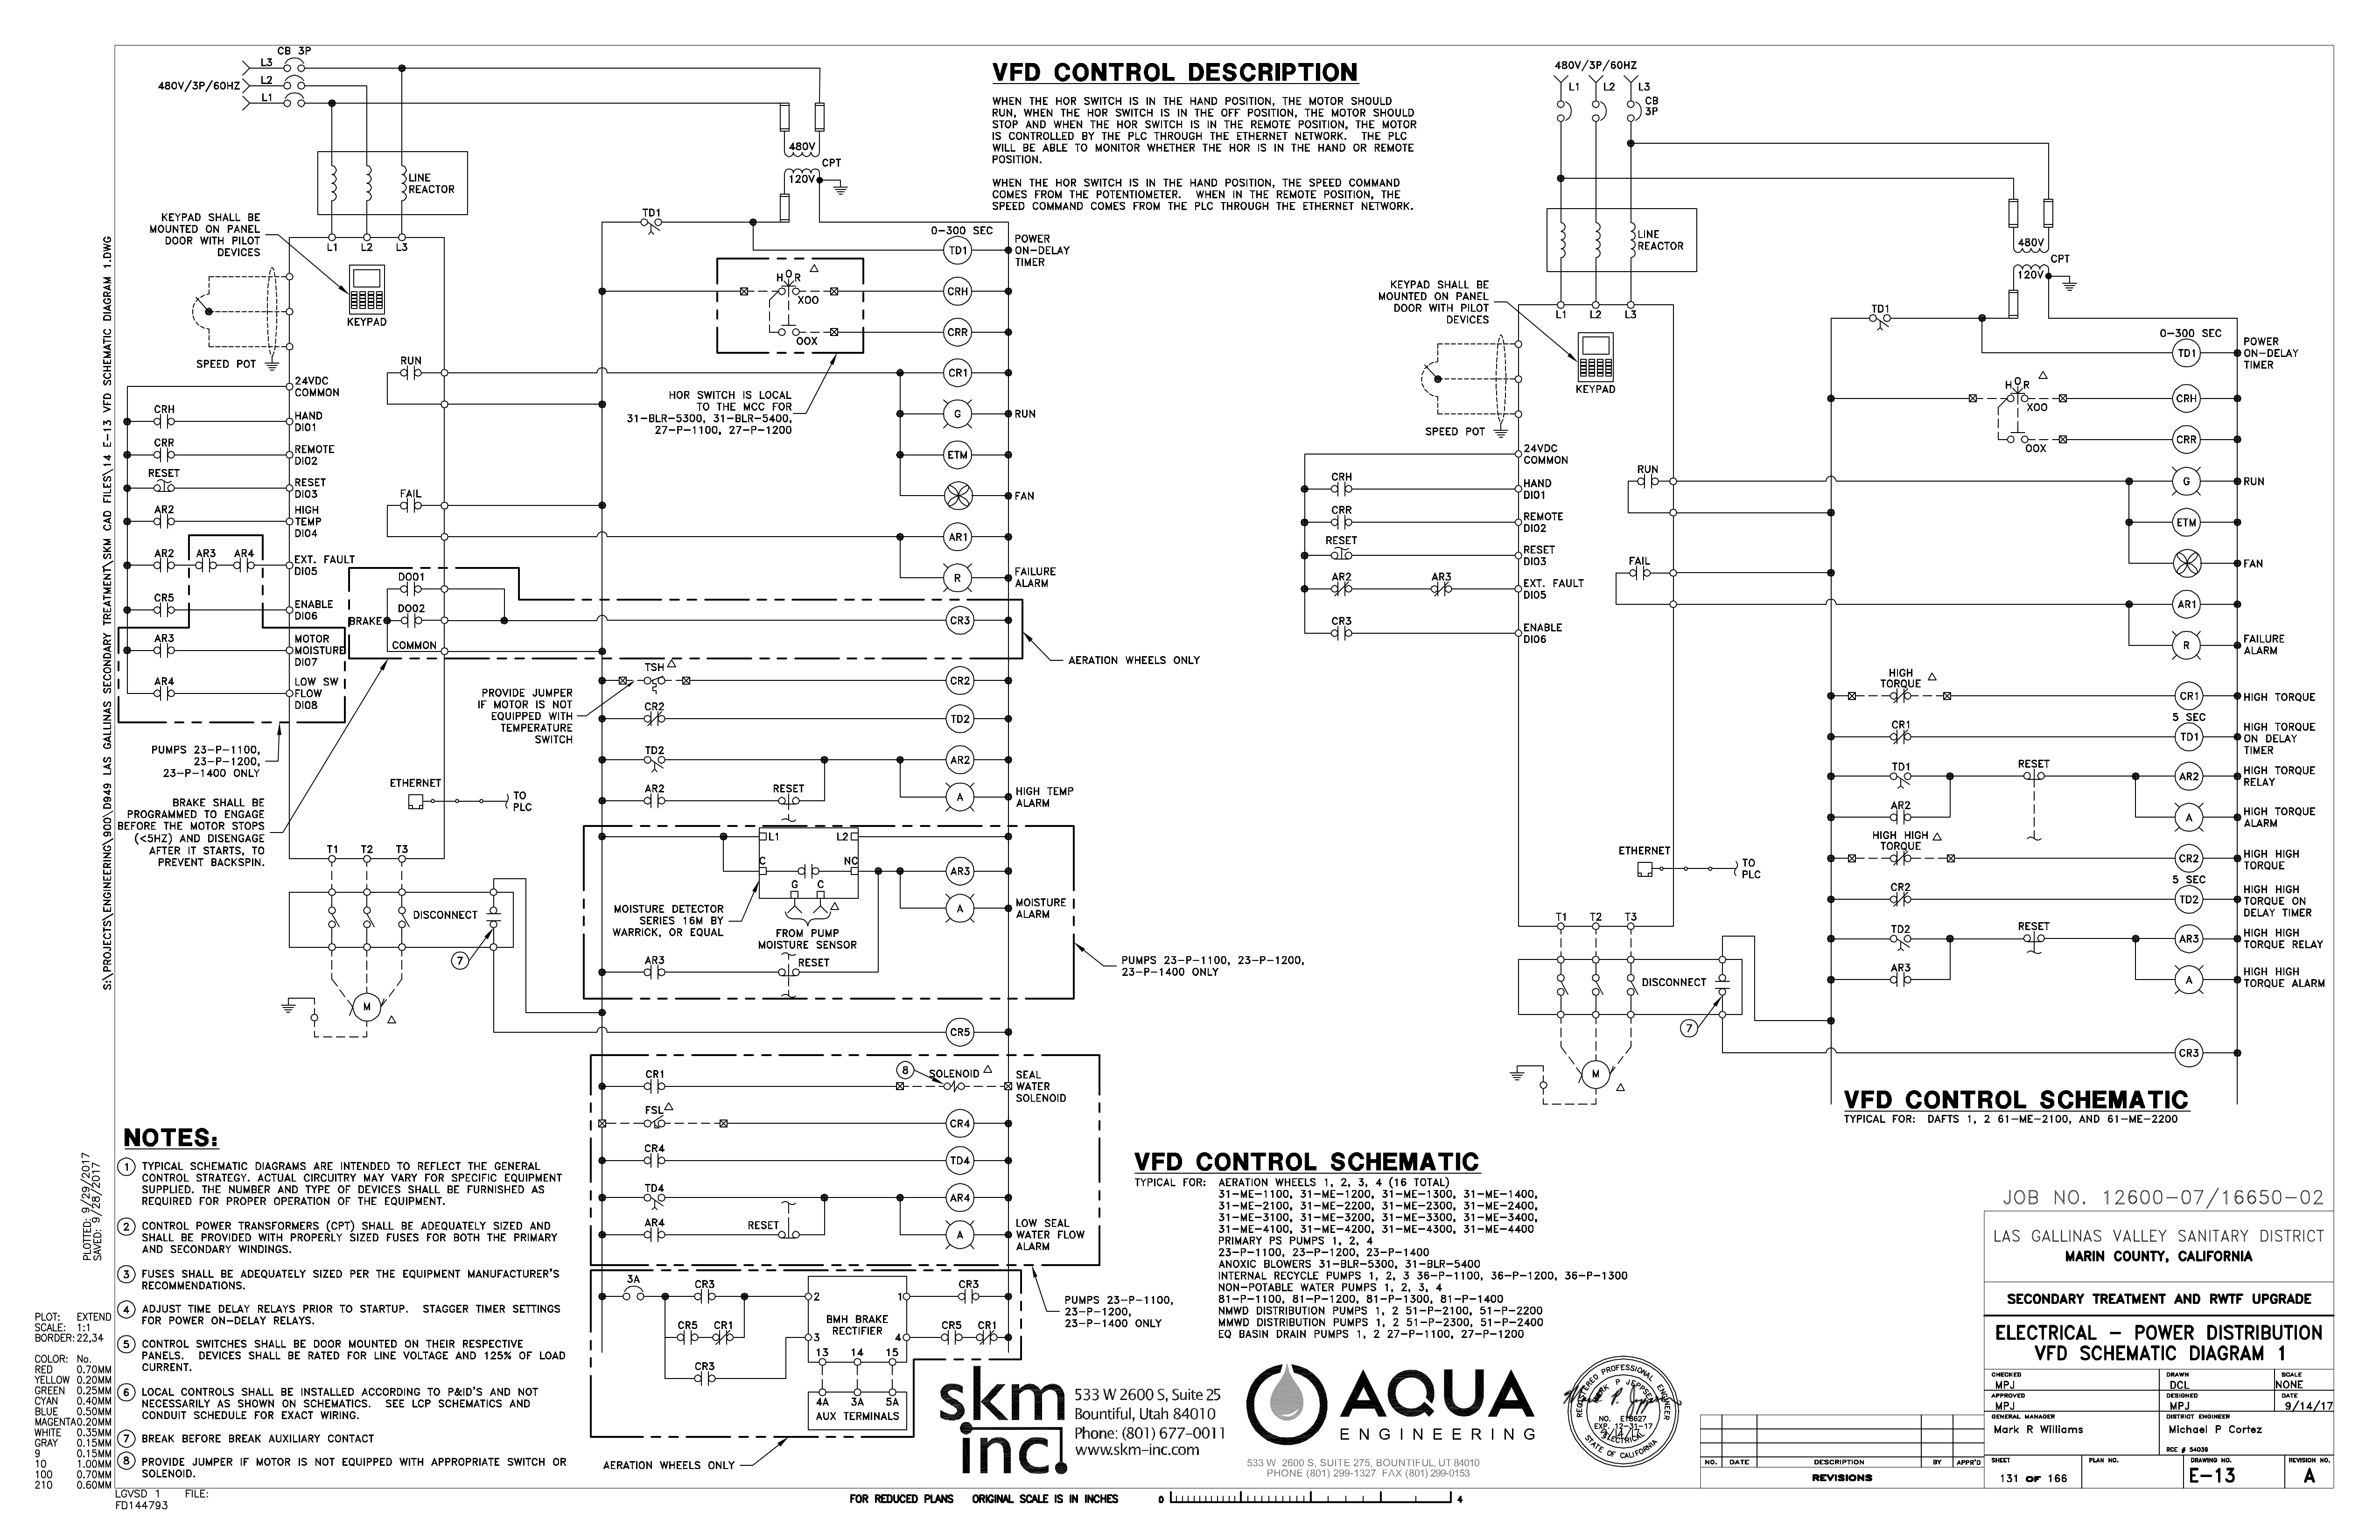 CB 3P
L3
480V/3P/60HZ
L2
L1
480V
CPT
120V
LINE
REACTOR
KEYPAD SHALL BE
MOUNTED ON PANEL
DOOR WITH PILOT
DEVICES
L1 L2 L3
KEYPAD
SPEED POT
TD1
0-300 SEC
TD1
POWER
ON-DELAY
TIMER
H O R
XOO
CRH
OOX
CRR
HOR SWITCH IS LOCAL
TO THE MCC FOR
31-BLR-5300, 31-BLR-5400,
27-P-1100, 27-P-1200
RUN
CR1
G
RUN
ETM
FAN
FAIL
AR1
R
FAILURE
ALARM
24VDC
COMMON
CRH
HAND
DI01
CRR
REMOTE
DI02
RESET
RESET
DI03
AR2
HIGH
TEMP
DI04
AR2 AR3 AR4
EXT. FAULT
DI05
CR5
ENABLE
DI06
AR3
MOTOR
MOISTURE
DI07
AR4
LOW SW
FLOW
DI08
PUMPS 23-P-1100,
23-P-1200,
23-P-1400 ONLY
DO01
DO02
BRAKE
COMMON
CR3
AERATION WHEELS ONLY
BRAKE SHALL BE
PROGRAMMED TO ENGAGE
BEFORE THE MOTOR STOPS
(<5HZ) AND DISENGAGE
AFTER IT STARTS, TO
PREVENT BACKSPIN.
PROVIDE JUMPER
IF MOTOR IS NOT
EQUIPPED WITH
TEMPERATURE
SWITCH
TSH
CR2
CR2
TD2
TD2
AR2
AR2
RESET
A
HIGH TEMP
ALARM
ETHERNET
TO
PLC
T1 T2 T3
DISCONNECT
7
M
L1
L2
C
NC
G C
AR3
A
MOISTURE
ALARM
MOISTURE DETECTOR
SERIES 16M BY
WARRICK, OR EQUAL
FROM PUMP
MOISTURE SENSOR
AR3
RESET
PUMPS 23-P-1100, 23-P-1200,
23-P-1400 ONLY
CR5
CR1
8
SOLENOID
SEAL
WATER
SOLENOID
FSL
CR4
CR4
TD4
TD4
AR4
AR4
RESET
A
LOW SEAL
WATER FLOW
ALARM
PUMPS 23-P-1100,
23-P-1200,
23-P-1400 ONLY
3A
CR3
2
1
CR3
BMH BRAKE
RECTIFIER
CR5 CR1
3
4
CR5 CR1
CR3
13 14 15
4A 3A 5A
AUX TERMINALS
AERATION WHEELS ONLY
VFD CONTROL DESCRIPTION
WHEN THE HOR SWITCH IS IN THE HAND POSITION, THE MOTOR SHOULD
RUN, WHEN THE HOR SWITCH IS IN THE OFF POSITION, THE MOTOR SHOULD
STOP AND WHEN THE HOR SWITCH IS IN THE REMOTE POSITION, THE MOTOR
IS CONTROLLED BY THE PLC THROUGH THE ETHERNET NETWORK. THE PLC
WILL BE ABLE TO MONITOR WHETHER THE HOR IS IN THE HAND OR REMOTE
POSITION.
WHEN THE HOR SWITCH IS IN THE HAND POSITION, THE SPEED COMMAND
COMES FROM THE POTENTIOMETER. WHEN IN THE REMOTE POSITION, THE
SPEED COMMAND COMES FROM THE PLC THROUGH THE ETHERNET NETWORK.
480V/3P/60HZ
L1 L2 L3
CB
3P
LINE
REACTOR
480V
CPT
120V
KEYPAD SHALL BE
MOUNTED ON PANEL
DOOR WITH PILOT
DEVICES
L1 L2 L3
KEYPAD
SPEED POT
TD1
0-300 SEC
TD1
POWER
ON-DELAY
TIMER
H O R
XOO
CRH
OOX
CRR
24VDC
COMMON
CRH
HAND
DI01
CRR
REMOTE
DI02
RESET
RESET
DI03
AR2 AR3
EXT. FAULT
DI05
CR3
ENABLE
DI06
RUN
G
RUN
ETM
FAN
FAIL
AR1
R
FAILURE
ALARM
HIGH
TORQUE
CR1
HIGH TORQUE
CR1
5 SEC
TD1
HIGH TORQUE
ON DELAY
TIMER
TD1
RESET
AR2
HIGH TORQUE
RELAY
AR2
A
HIGH TORQUE
ALARM
HIGH HIGH
TORQUE
CR2
HIGH HIGH
TORQUE
CR2
5 SEC
TD2
HIGH HIGH
TORQUE ON
DELAY TIMER
TD2
RESET
AR3
HIGH HIGH
TORQUE RELAY
AR3
A
HIGH HIGH
TORQUE ALARM
ETHERNET
TO
PLC
T1 T2 T3
DISCONNECT
7
M
CR3
VFD CONTROL SCHEMATIC
TYPICAL FOR: DAFTS 1, 2 61-ME-2100, AND 61-ME-2200
VFD CONTROL SCHEMATIC
TYPICAL FOR: AERATION WHEELS 1, 2, 3, 4 (16 TOTAL)
31-ME-1100, 31-ME-1200, 31-ME-1300, 31-ME-1400,
31-ME-2100, 31-ME-2200, 31-ME-2300, 31-ME-2400,
31-ME-3100, 31-ME-3200, 31-ME-3300, 31-ME-3400,
31-ME-4100, 31-ME-4200, 31-ME-4300, 31-ME-4400
PRIMARY PS PUMPS 1, 2, 4
23-P-1100, 23-P-1200, 23-P-1400
ANOXIC BLOWERS 31-BLR-5300, 31-BLR-5400
INTERNAL RECYCLE PUMPS 1, 2, 3 36-P-1100, 36-P-1200, 36-P-1300
NON-POTABLE WATER PUMPS 1, 2, 3, 4
81-P-1100, 81-P-1200, 81-P-1300, 81-P-1400
NMWD DISTRIBUTION PUMPS 1, 2 51-P-2100, 51-P-2200
MMWD DISTRIBUTION PUMPS 1, 2 51-P-2300, 51-P-2400
EQ BASIN DRAIN PUMPS 1, 2 27-P-1100, 27-P-1200
NOTES:
1 TYPICAL SCHEMATIC DIAGRAMS ARE INTENDED TO REFLECT THE GENERAL
CONTROL STRATEGY. ACTUAL CIRCUITRY MAY VARY FOR SPECIFIC EQUIPMENT
SUPPLIED. THE NUMBER AND TYPE OF DEVICES SHALL BE FURNISHED AS
REQUIRED FOR PROPER OPERATION OF THE EQUIPMENT.
2 CONTROL POWER TRANSFORMERS (CPT) SHALL BE ADEQUATELY SIZED AND
SHALL BE PROVIDED WITH PROPERLY SIZED FUSES FOR BOTH THE PRIMARY
AND SECONDARY WINDINGS.
3 FUSES SHALL BE ADEQUATELY SIZED PER THE EQUIPMENT MANUFACTURER'S
RECOMMENDATIONS.
4 ADJUST TIME DELAY RELAYS PRIOR TO STARTUP. STAGGER TIMER SETTINGS
FOR POWER ON-DELAY RELAYS.
5 CONTROL SWITCHES SHALL BE DOOR MOUNTED ON THEIR RESPECTIVE
PANELS. DEVICES SHALL BE RATED FOR LINE VOLTAGE AND 125% OF LOAD
CURRENT.
6 LOCAL CONTROLS SHALL BE INSTALLED ACCORDING TO P&ID'S AND NOT
NECESSARILY AS SHOWN ON SCHEMATICS. SEE LCP SCHEMATICS AND
CONDUIT SCHEDULE FOR EXACT WIRING.
7 BREAK BEFORE BREAK AUXILIARY CONTACT
8 PROVIDE JUMPER IF MOTOR IS NOT EQUIPPED WITH APPROPRIATE SWITCH OR
SOLENOID.
S:\PROJECTS\ENGINEERING\900\D949 LAS GALLINAS SECONDARY TREATMENT\SKM CAD FILES\14 E-13 VFD SCHEMATIC DIAGRAM 1.DWG
PLOTTED: 9/29/2017
SAVED: 9/28/2017
PLOT: EXTEND
SCALE: 1:1
BORDER: 22,34
COLOR: No.
RED 0.70MM
YELLOW 0.20MM
GREEN 0.25MM
CYAN 0.40MM
BLUE 0.50MM
MAGENTA 0.20MM
WHITE 0.35MM
GRAY 0.15MM
9 0.15MM
10 1.00MM
100 0.70MM
210 0.60MM
LGVSD 1 FILE:
FD144793
skm
inc.
533 W 2600 S, Suite 25
Bountiful, Utah 84010
Phone: (801) 677-0011
www.skm-inc.com
AQUA
ENGINEERING
533 W 2600 S, SUITE 275, BOUNTIFUL, UT 84010
PHONE (801) 299-1327 FAX (801) 299-0153
REGISTERED PROFESSIONAL ENGINEER
MARK P JEPPSEN
NO. E18627
EXP. 12-31-17
9/14/17
ELECTRICAL
STATE OF CALIFORNIA
FOR REDUCED PLANS ORIGINAL SCALE IS IN INCHES 0 4
NO. DATE DESCRIPTION BY APPR'D
REVISIONS
JOB NO. 12600-07/16650-02
LAS GALLINAS VALLEY SANITARY DISTRICT
MARIN COUNTY, CALIFORNIA
SECONDARY TREATMENT AND RWTF UPGRADE
ELECTRICAL - POWER DISTRIBUTION
VFD SCHEMATIC DIAGRAM 1
CHECKED MPJ
DRAWN DCL
SCALE NONE
APPROVED MPJ
DESIGNED MPJ
DATE 9/14/17
GENERAL MANAGER
Mark R Williams
DISTRICT ENGINEER
Michael P Cortez
RCE # 54038
SHEET 131 OF 166
PLAN NO.
DRAWING NO. E-13
REVISION NO. A